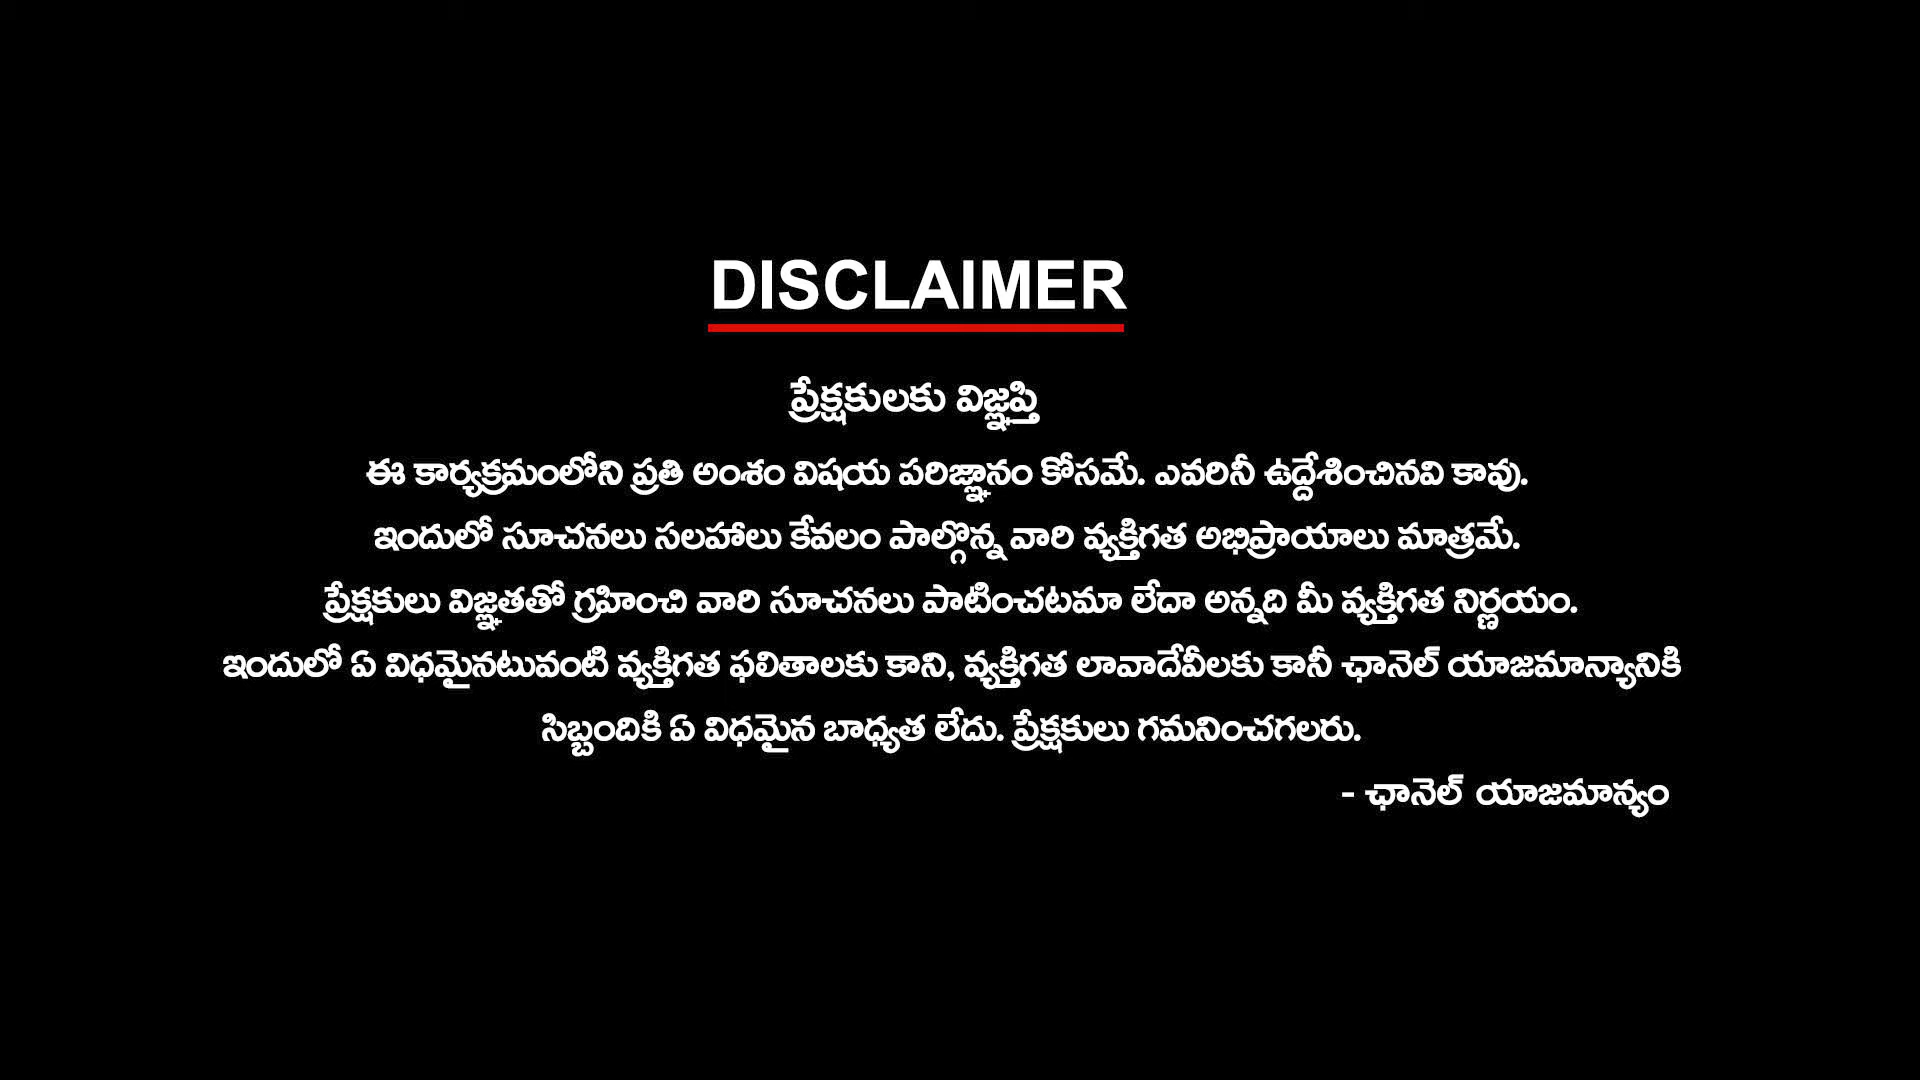 DISCLAIMER
ప్రేక్షకులకు విజ్ఞప్తి
ఈ కార్యక్రమంలోని ప్రతి అంశం విషయ పరిజ్ఞానం కోసమే. ఎవరినీ ఉద్దేశించినవి కావు.
ఇందులో సూచనలు సలహాలు కేవలం పాల్గొన్న వారి వ్యక్తిగత అభిప్రాయాలు మాత్రమే.
ప్రేక్షకులు విజ్ఞతతో గ్రహించి వారి సూచనలు పాటించటమా లేదా అన్నది మీ వ్యక్తిగత నిర్ణయం.
ఇందులో ఏ విధమైనటువంటి వ్యక్తిగత ఫలితాలకు కాని, వ్యక్తిగత లావాదేవీలకు కానీ ఛానెల్ యాజమాన్యానికి
సిబ్బందికి ఏ విధమైన బాధ్యత లేదు. ప్రేక్షకులు గమనించగలరు.
- ఛానెల్ యాజమాన్యం